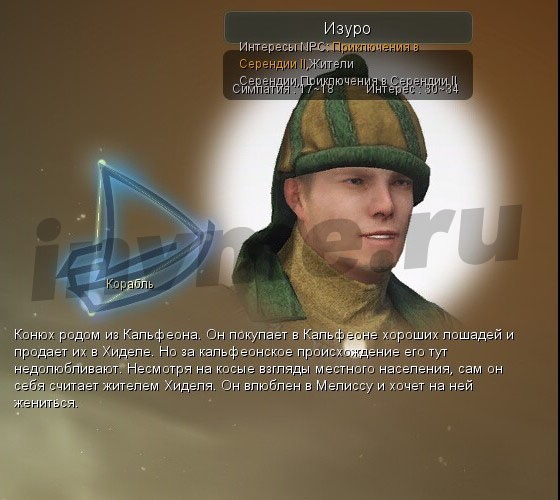 Изуро
Интересы NPC: Приключения в
Серендии II,Жители
Серендии,Приключения в Серендии II
Симпатия : 17~18 Интерес : 30~34
Корабль
Конюх родом из Кальфеона. Он покупает в Кальфеоне хороших лошадей и
продает их в Хиделе. Но за кальфеонское происхождение его тут
недолюбливают. Несмотря на косые взгляды местного населения, сам он
себя считает жителем Хиделя. Он влюблен в Мелиссу и хочет на ней
жениться.